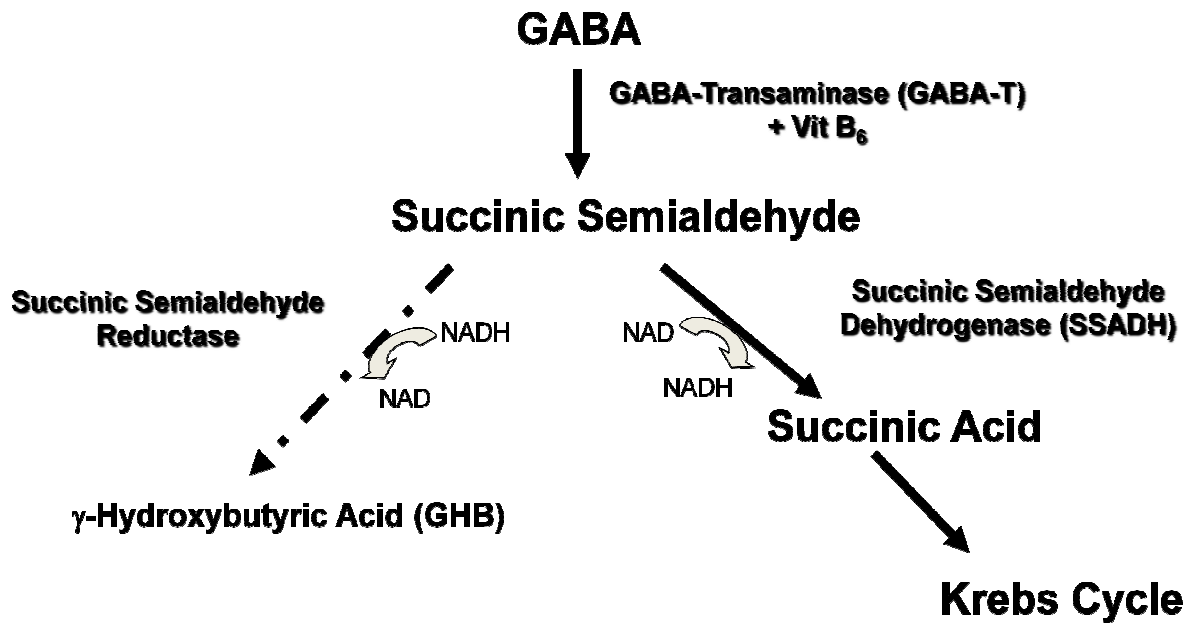 GABA
GABA-Transaminase (GABA-T)
+ Vit B₆
Succinic Semialdehyde
Succinic Semialdehyde
Reductase
NADH
NAD
NAD
NADH
Succinic Semialdehyde
Dehydrogenase (SSADH)
Succinic Acid
γ-Hydroxybutyric Acid (GHB)
Krebs Cycle